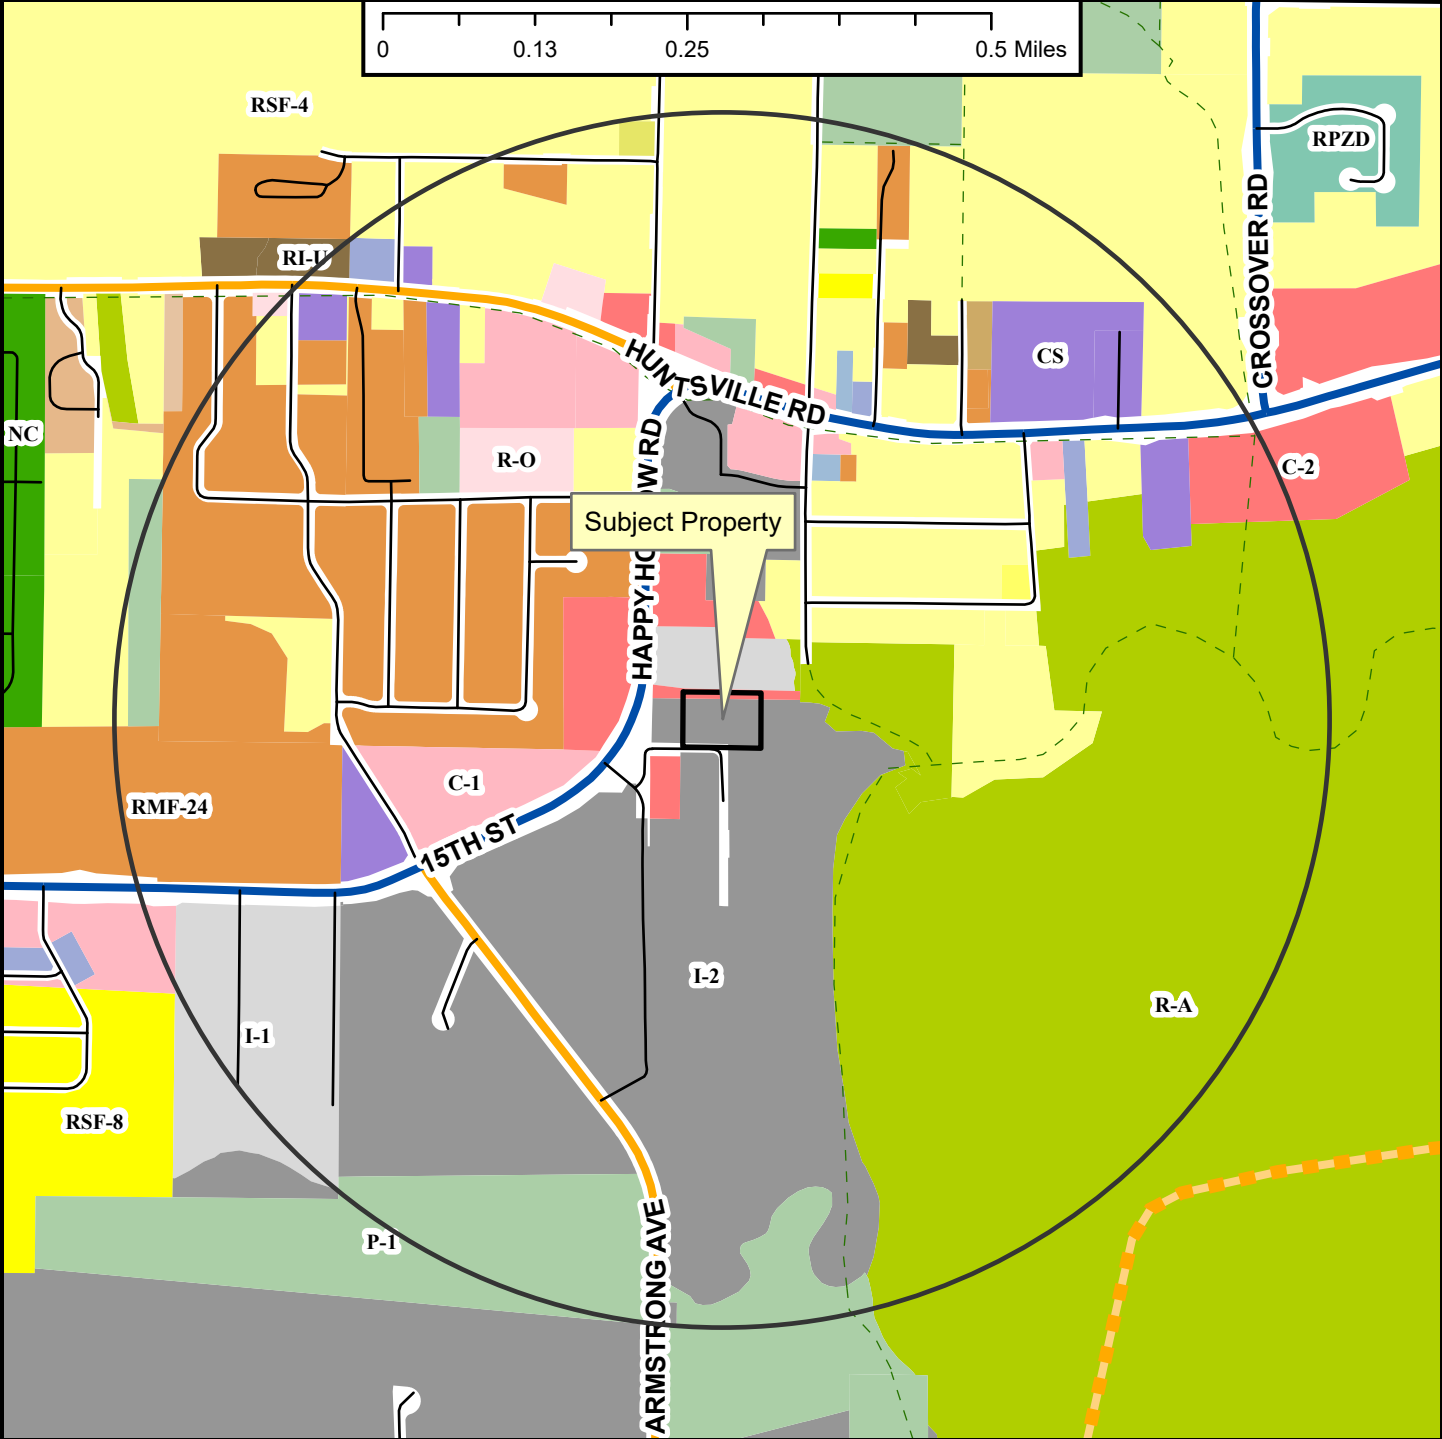 0 0.13 0.25 0.5 Miles
RSF-4
RPZD
CROSSOVER RD
RI-U
HUNTSVILLE RD
CS
NC
R-O
C-2
Subject Property
HAPPY HOLLOW RD
C-1
RMF-24
15TH ST
I-2
R-A
I-1
RSF-8
P-1
ARMSTRONG AVE